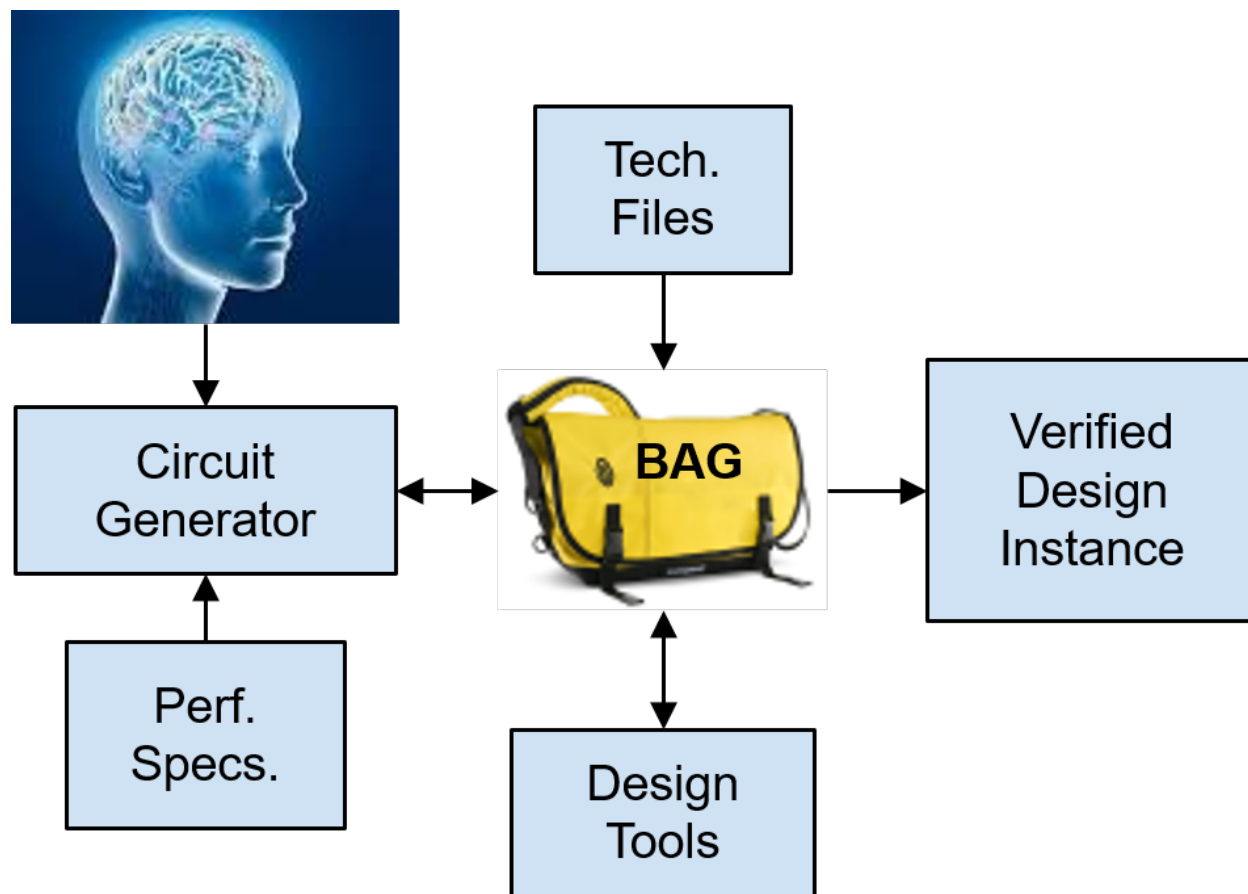 Tech.
Files
Circuit
Generator
BAG
Verified
Design
Instance
Perf.
Specs.
Design
Tools